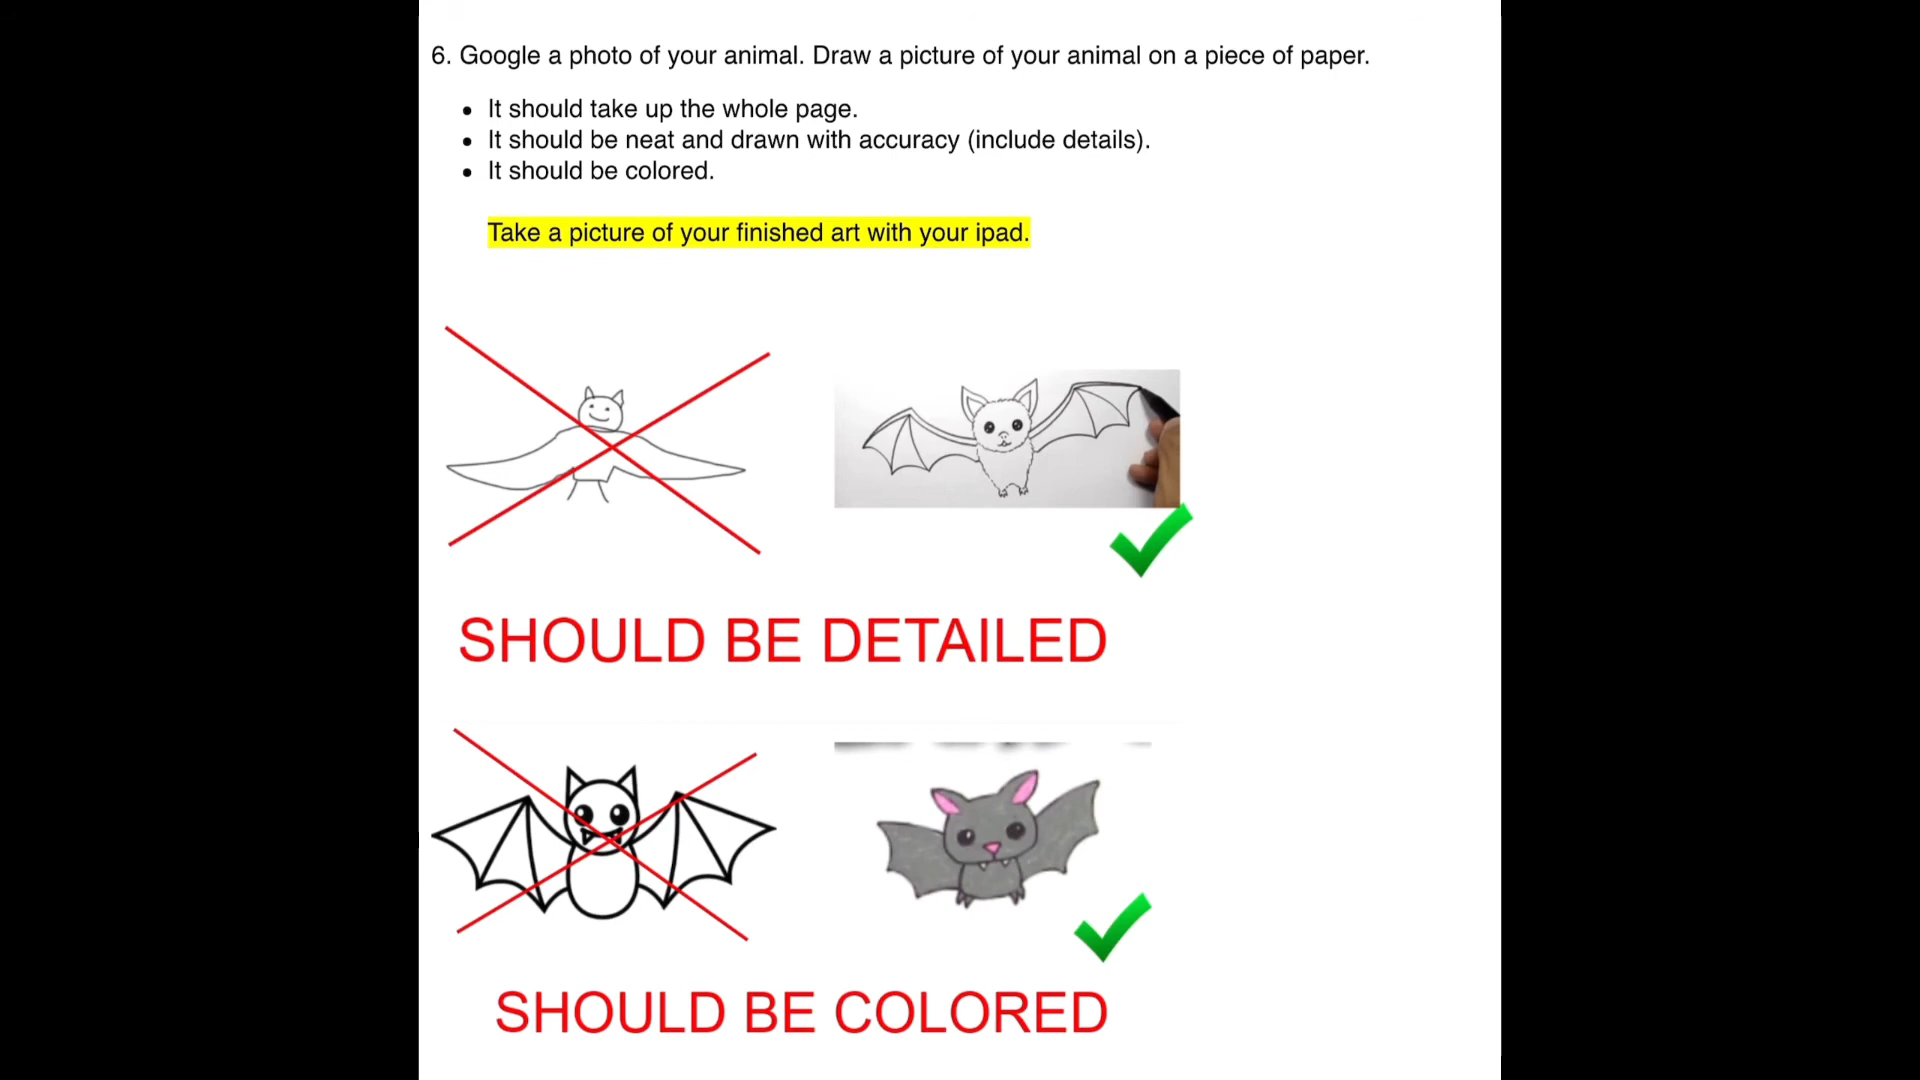 6. Google a photo of your animal. Draw a picture of your animal on a piece of paper.
• It should take up the whole page.
• It should be neat and drawn with accuracy (include details).
• It should be colored.
Take a picture of your finished art with your ipad.
SHOULD BE DETAILED
SHOULD BE COLORED